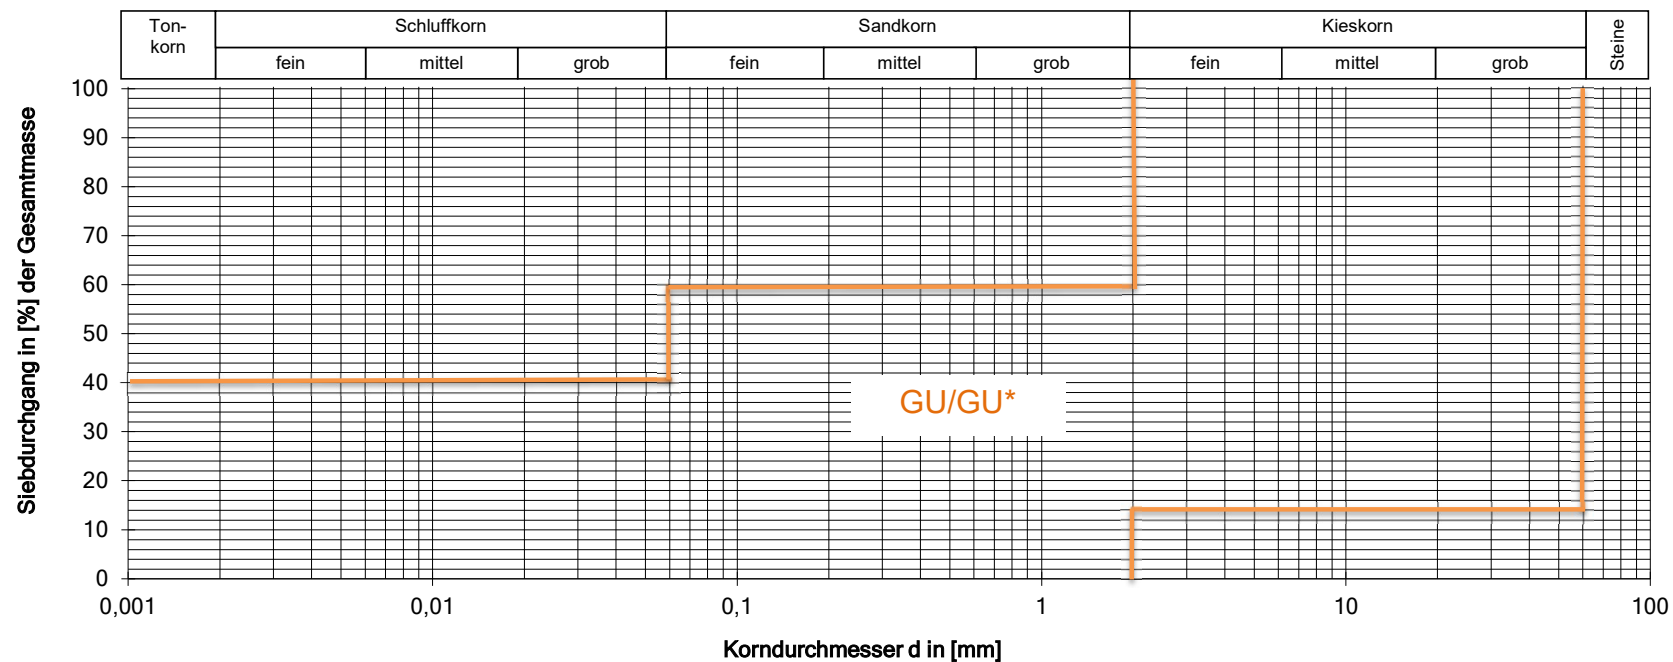 Ton-
korn
Schluffkorn
Sandkorn
Kieskorn
Steine
fein
mittel
grob
fein
mittel
grob
fein
mittel
grob
Siebdurchgang in [%] der Gesamtmasse
100
90
80
70
60
50
40
30
20
10
0
GU/GU*
0,001
0,01
0,1
1
10
100
Korndurchmesser d in [mm]